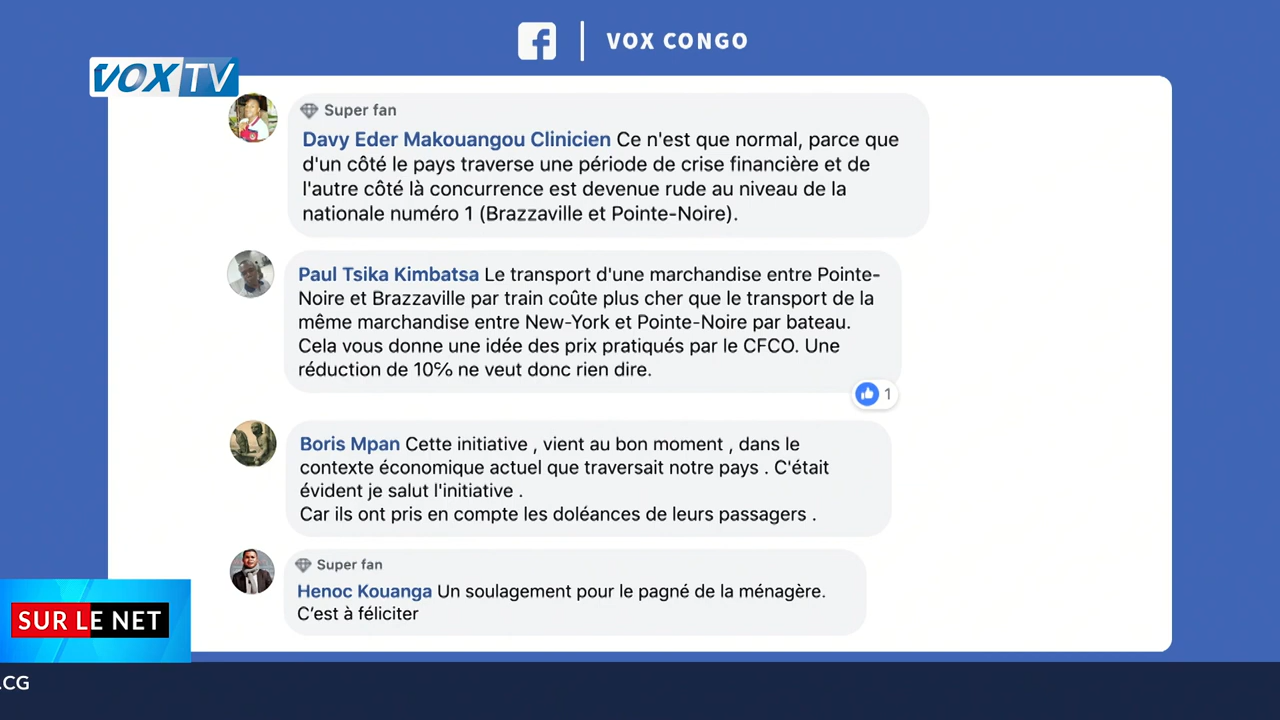 VOX CONGO
VOX TV
Super fan
Davy Eder Makouangou Clinicien Ce n'est que normal, parce que
d'un côté le pays traverse une période de crise financière et de
l'autre côté là concurrence est devenue rude au niveau de la
nationale numéro 1 (Brazzaville et Pointe-Noire).
Paul Tsika Kimbatsa Le transport d'une marchandise entre Pointe-
Noire et Brazzaville par train coûte plus cher que le transport de la
même marchandise entre New-York et Pointe-Noire par bateau.
Cela vous donne une idée des prix pratiqués par le CFCO. Une
réduction de 10℅ ne veut donc rien dire.
1
Boris Mpan Cette initiative , vient au bon moment , dans le
contexte économique actuel que traversait notre pays . C'était
évident je salut l'initiative .
Car ils ont pris en compte les doléances de leurs passagers .
Super fan
Henoc Kouanga Un soulagement pour le pagné de la ménagère.
C’est à féliciter
SUR LE NET
.CG